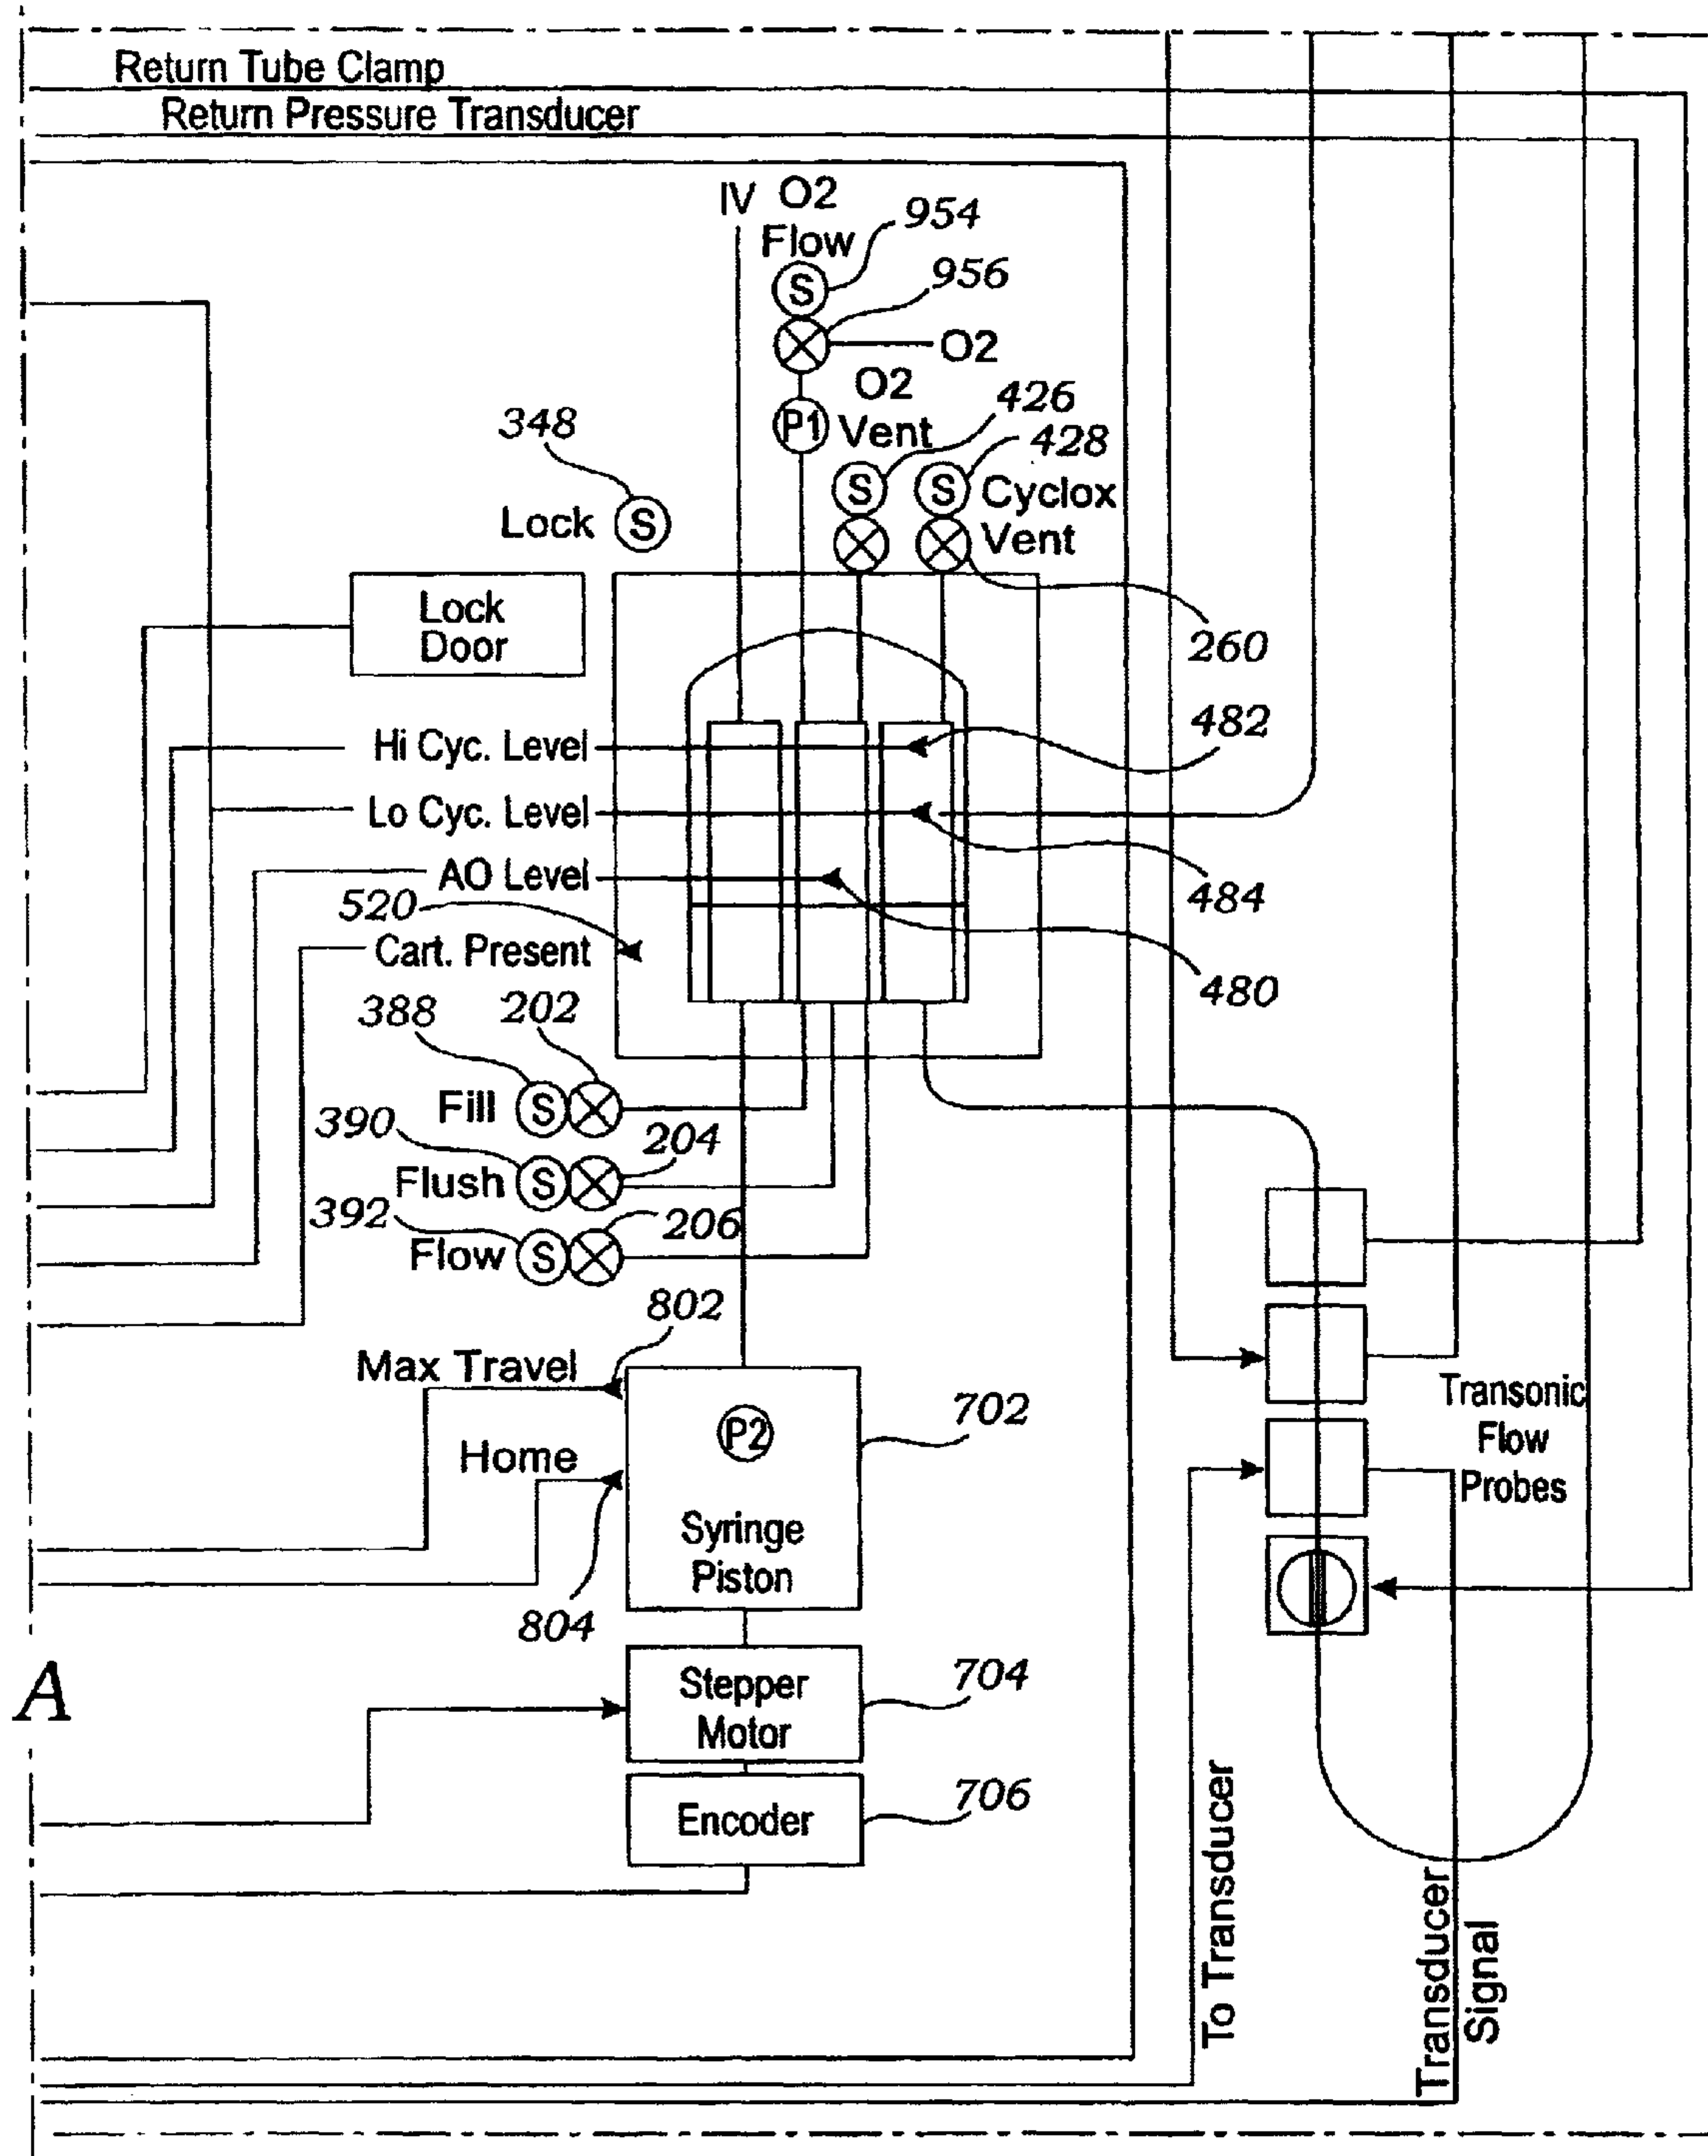 Return Tube Clamp
Return Pressure Transducer
IV O2
Flow
954
S
956
O2
O2
Vent
P1
426
428
348
Lock S
S S Cyclox
Vent
Lock
Door
260
Hi Cyc. Level
482
Lo Cyc. Level
AO Level
484
520
Cart. Present
480
388 202
Fill S
390
204
Flush S
392
206
Flow S
802
Max Travel
702
P2
Home
Syringe
Piston
804
Transonic
Flow
Probes
A
Stepper
Motor
704
Encoder
706
To Transducer
Transducer
Signal